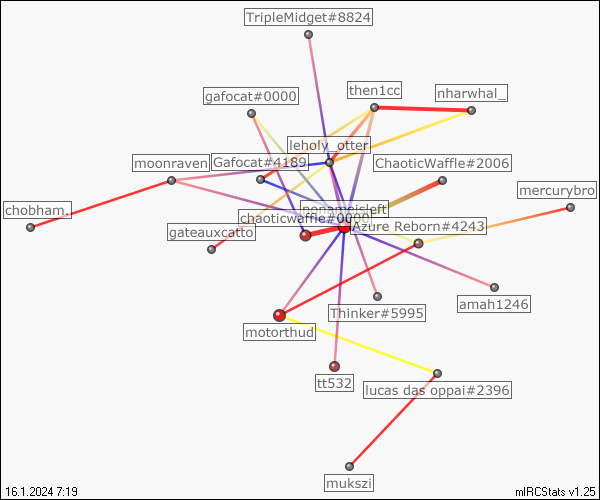 TripleMidget#8824
then1cc
nharwhal_
gafocat#0000
leholy_otter
moonraven
Gafocat#4189
ChaoticWaffle#2006
mercurybro
chobham.
chaoticwaffle#0000
Azure Reborn#4243
gateauxcatto
amah1246
Thinker#5995
motorthud
tt532
lucas das oppai#2396
mukszi
16.1.2024 7:19
mIRCStats v1.25